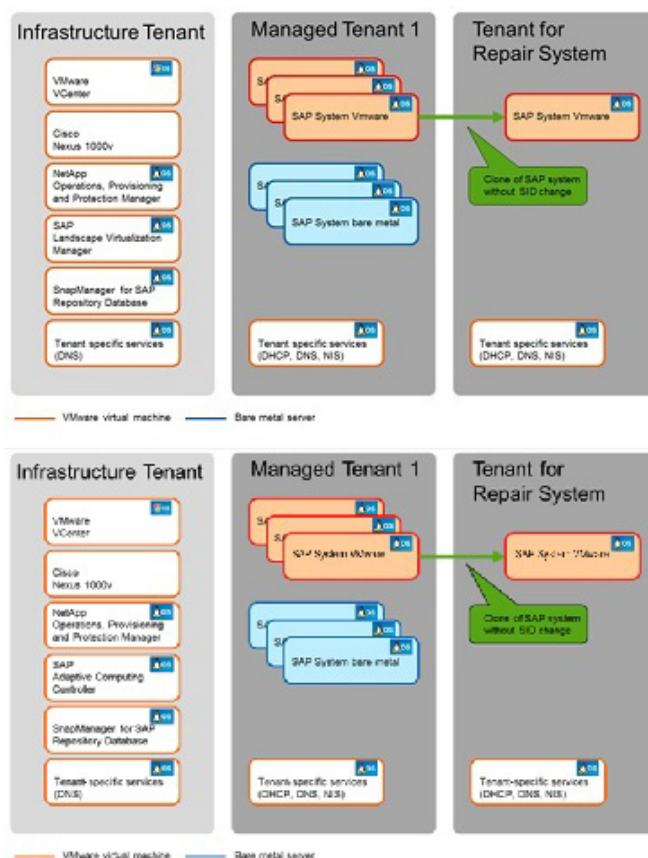 Infrastructure Tenant
Managed Tenant 1
Tenant for
Repair System
OS
VMware
VCenter
Cisco
Nexus 1000v
OS
NetApp
Operations, Provisioning
and Protection Manager
OS
SAP
Landscape Virtualization
Manager
OS
SnapManager for SAP
Repository Database
OS
Tenant specific services
(DNS)
OS
OS
OS
SAP System Vmware
OS
OS
OS
SAP System bare metal
OS
Tenant specific services
(DHCP, DNS, NIS)
OS
SAP System Vmware
Clone of SAP system
without SID change
OS
Tenant specific services
(DHCP, DNS, NIS)
VMware virtual machine
Bare metal server
Infrastructure Tenant
Managed Tenant 1
Tenant for
Repair System
OS
VMware
VCenter
Cisco
Nexus 1000v
OS
NetApp
Operations, Provisioning
and Protection Manager
OS
SAP
Adaptive Computing
Controller
OS
SnapManager for SAP
Repository Database
OS
Tenant-specific services
(DNS)
OS
OS
OS
SAP System VMware
OS
OS
OS
SAP System bare metal
OS
Tenant-specific services
(DHCP, DNS, NIS)
OS
SAP System VMware
Clone of SAP system
without SID change
OS
Tenant-specific services
(DHCP, DNS, NIS)
VMware virtual machine
Bare metal server